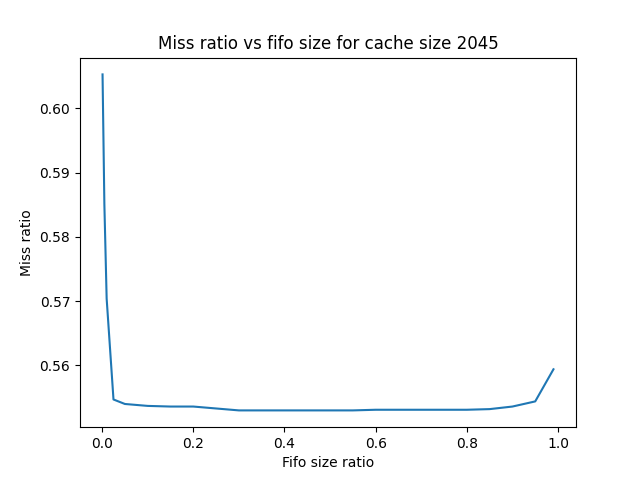 Miss ratio vs fifo size for cache size 2045
0.60
0.59
0.58
0.57
0.56
Miss ratio
0.0 0.2 0.4 0.6 0.8 1.0
Fifo size ratio